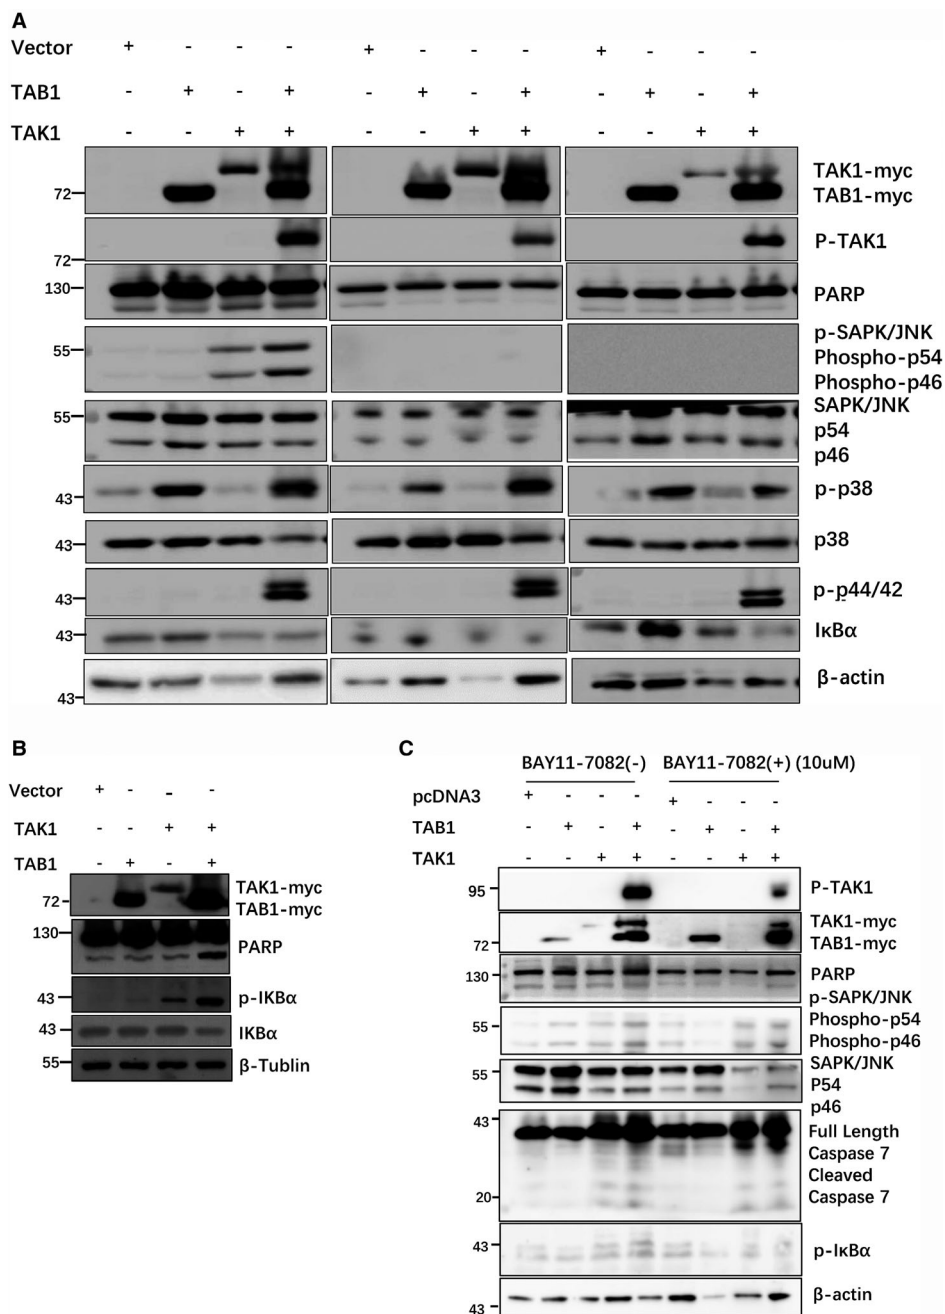 A
Vector + - - - + - - - + - - -
TAB1 - + - + - + - + - + - +
TAK1 - - + + - - + + - - + +
TAK1-myc
72 TAB1-myc
P-TAK1
72
130 PARP
p-SAPK/JNK
55 Phospho-p54
Phospho-p46
SAPK/JNK
55 p54
p46
43 p-p38
43 p38
43 p-p44/42
43 IκBα
β-actin
43
B
Vector + - - -
TAK1 - - + +
TAB1 - + - +
TAK1-myc
72 TAB1-myc
130 PARP
43 p-IKBα
43 IKBα
55 β-Tublin
C
BAY11-7082(-) BAY11-7082(+) (10uM)
pcDNA3 + - - - + - - -
TAB1 - + - + - + - +
TAK1 - - + + - - + +
95 P-TAK1
TAK1-myc
72 TAB1-myc
130 PARP
p-SAPK/JNK
55 Phospho-p54
Phospho-p46
SAPK/JNK
55 P54
p46
43 Full Length
Caspase 7
Cleaved
20 Caspase 7
43 p-IκBα
β-actin
43